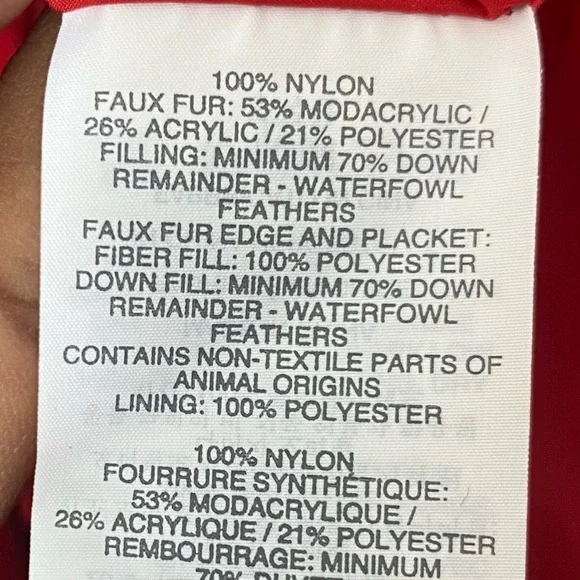 100% NYLON
FAUX FUR: 53% MODACRYLIC /
26% ACRYLIC / 21% POLYESTER
FILLING: MINIMUM 70% DOWN
REMAINDER - WATERFOWL
FEATHERS
FAUX FUR EDGE AND PLACKET:
FIBER FILL: 100% POLYESTER
DOWN FILL: MINIMUM 70% DOWN
REMAINDER - WATERFOWL
FEATHERS
CONTAINS NON-TEXTILE PARTS OF
ANIMAL ORIGINS
LINING: 100% POLYESTER
100% NYLON
FOURRURE SYNTHÉTIQUE:
53% MODACRYLIQUE /
26% ACRYLIQUE / 21% POLYESTER
REMBOURRAGE: MINIMUM
70% DUVET